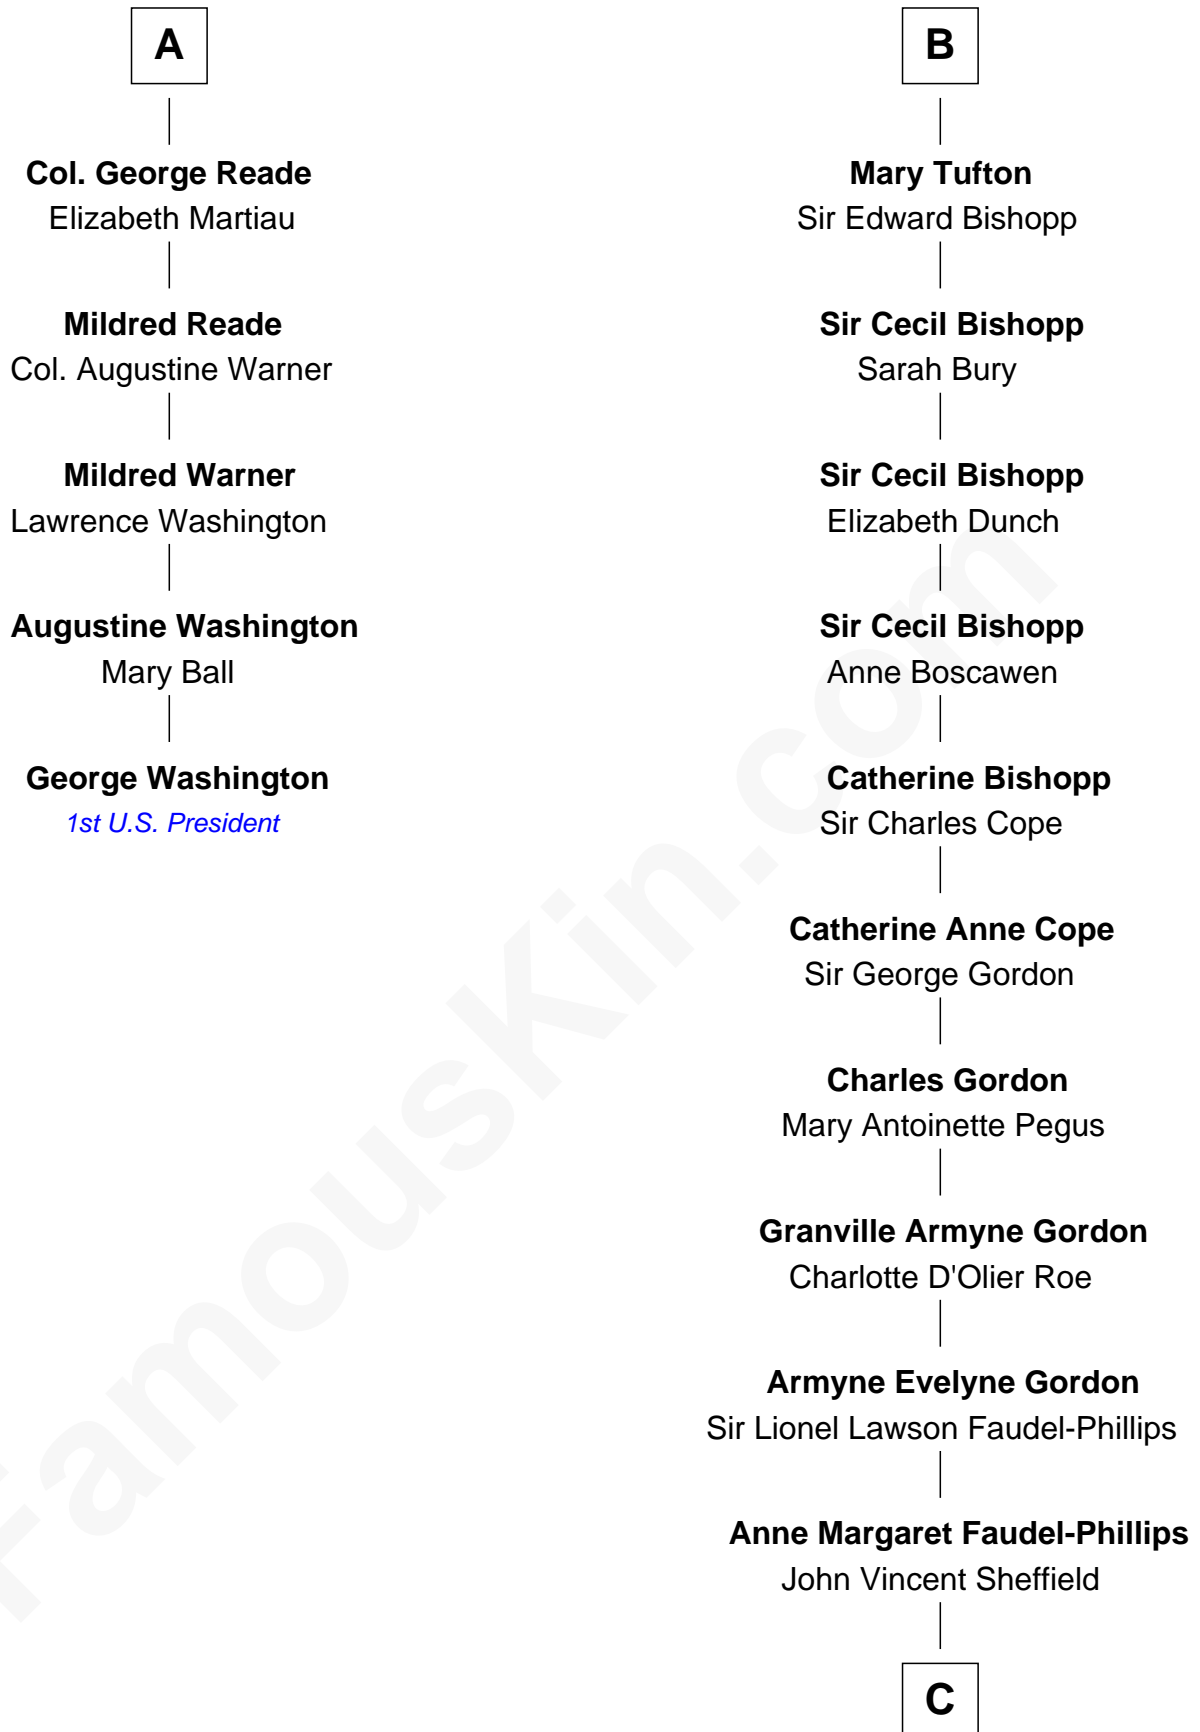 A
Col. George Reade
Elizabeth Martiau
Mildred Reade
Col. Augustine Warner
Mildred Warner
Lawrence Washington
Augustine Washington
Mary Ball
George Washington
1st U.S. President
B
Mary Tufton
Sir Edward Bishopp
Sir Cecil Bishopp
Sarah Bury
Sir Cecil Bishopp
Elizabeth Dunch
Sir Cecil Bishopp
Anne Boscawen
Catherine Bishopp
Sir Charles Cope
Catherine Anne Cope
Sir George Gordon
Charles Gordon
Mary Antoinette Pegus
Granville Armyne Gordon
Charlotte D'Olier Roe
Armyne Evelyne Gordon
Sir Lionel Lawson Faudel-Phillips
Anne Margaret Faudel-Phillips
John Vincent Sheffield
C
FamousKin.com